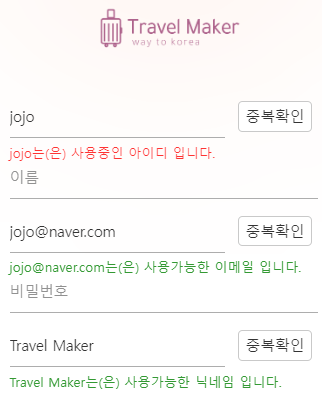 Travel Maker
way to korea
jojo
중복확인
jojo는(은) 사용중인 아이디 입니다.
이름
jojo@naver.com
중복확인
jojo@naver.com는(은) 사용가능한 이메일 입니다.
비밀번호
Travel Maker
중복확인
Travel Maker는(은) 사용가능한 닉네임 입니다.